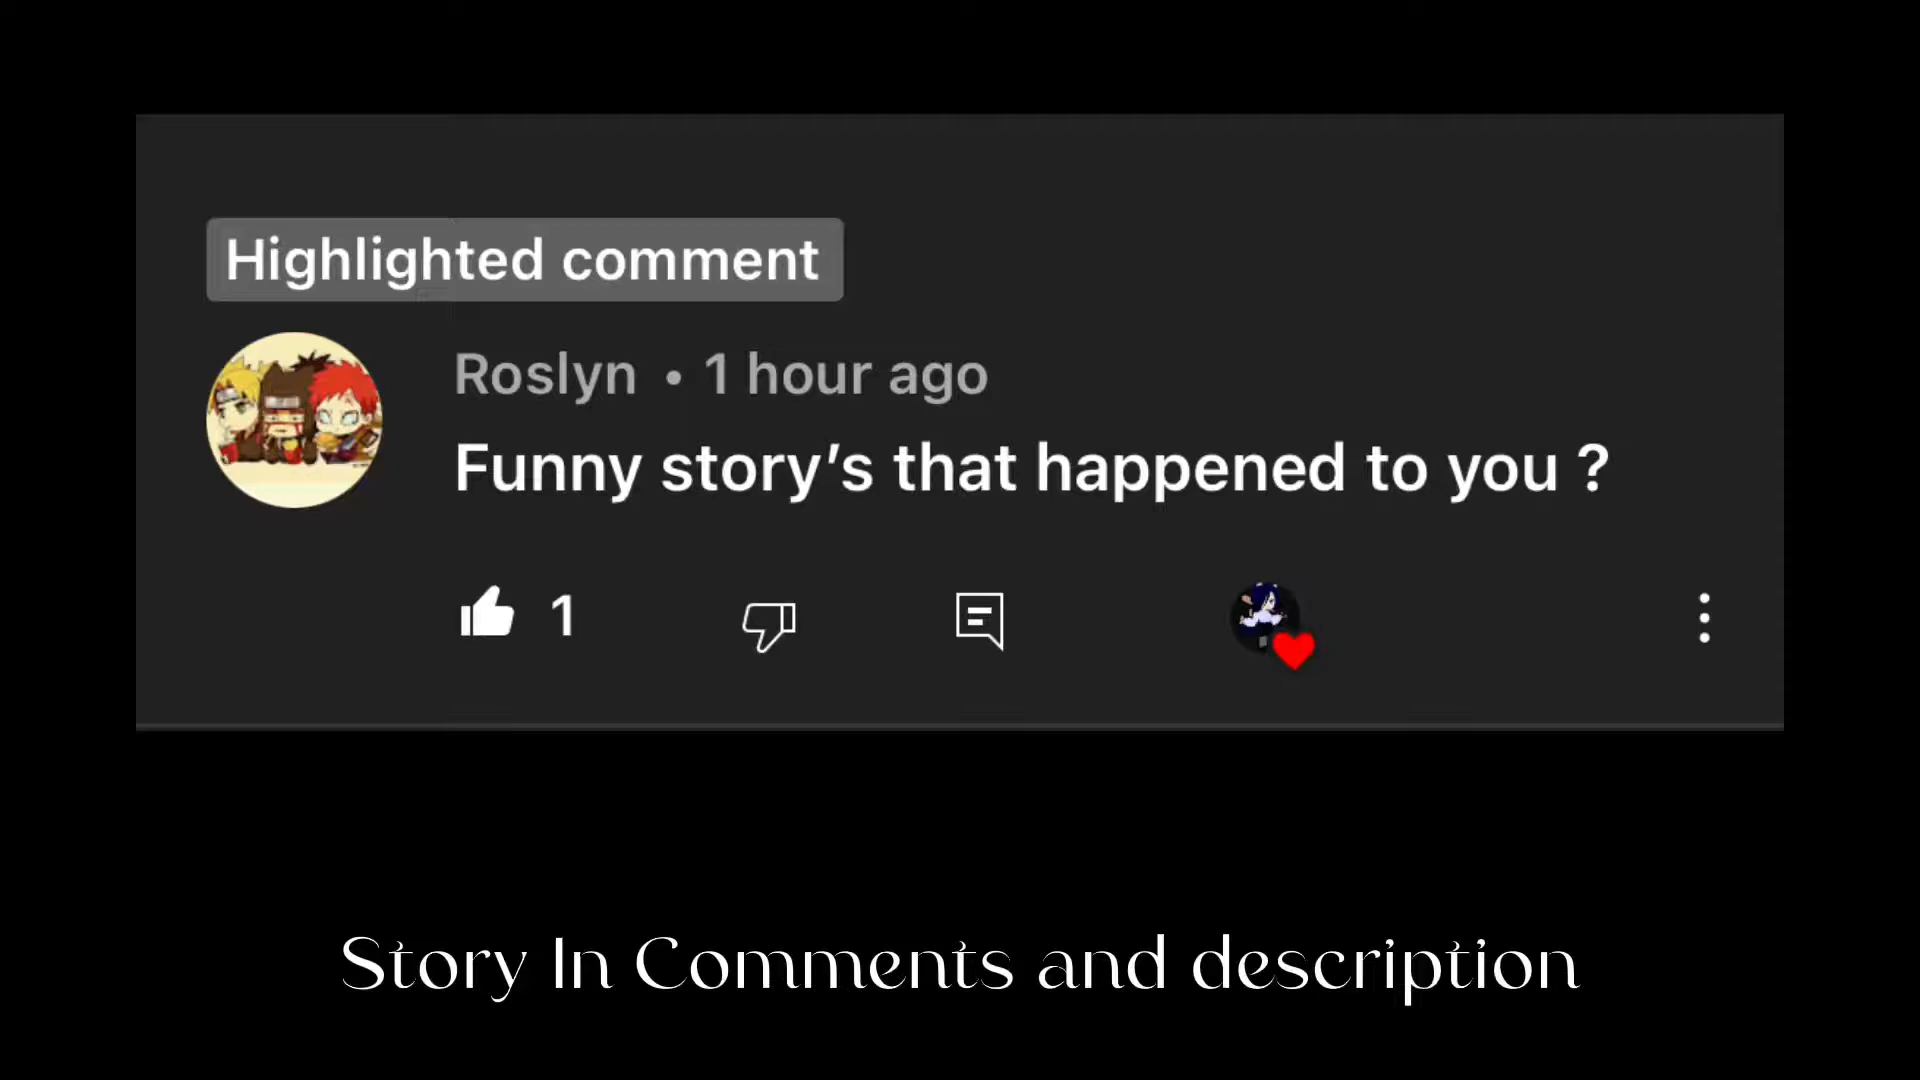 Highlighted comment
Roslyn • 1 hour ago
Funny story’s that happened to you ?
1
Story In Comments and description